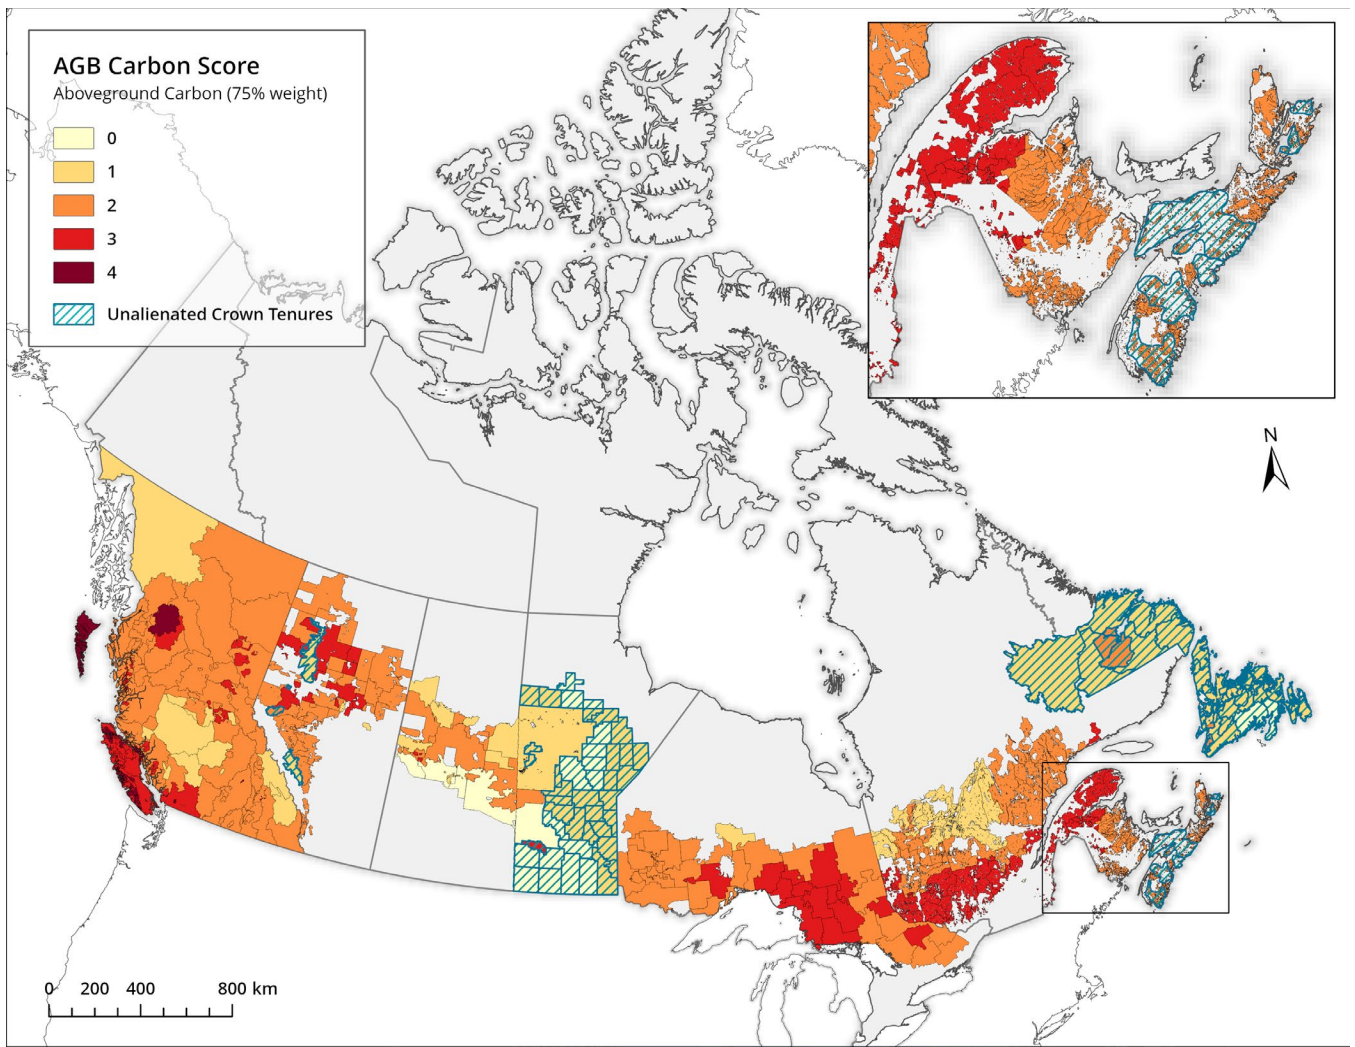 AGB Carbon Score
Aboveground Carbon (75% weight)
0
1
2
3
4
Unalienated Crown Tenures
N
0 200 400 800 km